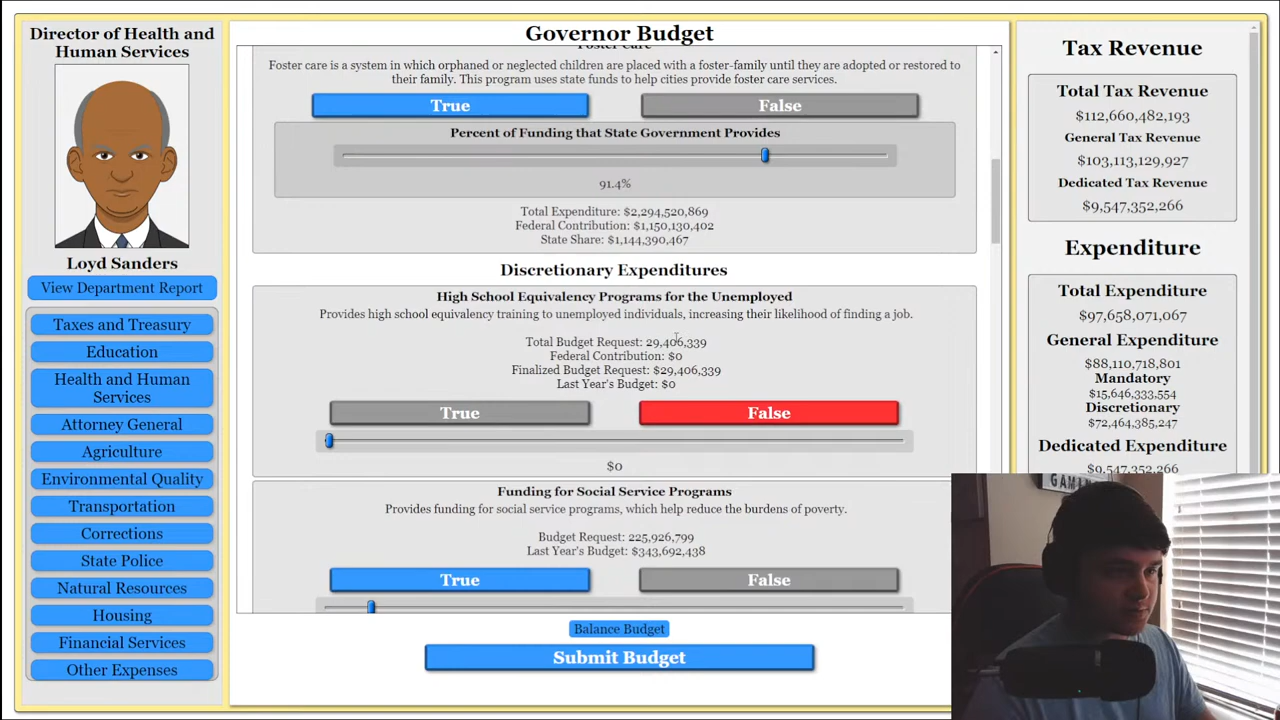 Director of Health and
Human Services
Loyd Sanders
View Department Report
Taxes and Treasury
Education
Health and Human
Services
Attorney General
Agriculture
Environmental Quality
Transportation
Corrections
State Police
Natural Resources
Housing
Financial Services
Other Expenses
Governor Budget
Foster Care
Foster care is a system in which orphaned or neglected children are placed with a foster-family until they are adopted or restored to
their family. This program uses state funds to help cities provide foster care services.
True False
Percent of Funding that State Government Provides
91.4%
Total Expenditure: $2,294,520,869
Federal Contribution: $1,150,130,402
State Share: $1,144,390,467
Discretionary Expenditures
High School Equivalency Programs for the Unemployed
Provides high school equivalency training to unemployed individuals, increasing their likelihood of finding a job.
Total Budget Request: 29,406,339
Federal Contribution: $0
Finalized Budget Request: $29,406,339
Last Year's Budget: $0
True False
$0
Funding for Social Service Programs
Provides funding for social service programs, which help reduce the burdens of poverty.
Budget Request: 225,926,799
Last Year's Budget: $343,692,438
True False
Balance Budget
Submit Budget
Tax Revenue
Total Tax Revenue
$112,660,482,193
General Tax Revenue
$103,113,129,927
Dedicated Tax Revenue
$9,547,352,266
Expenditure
Total Expenditure
$97,658,071,067
General Expenditure
$88,110,718,801
Mandatory
$15,646,333,554
Discretionary
$72,464,385,247
Dedicated Expenditure
$9,547,352,266